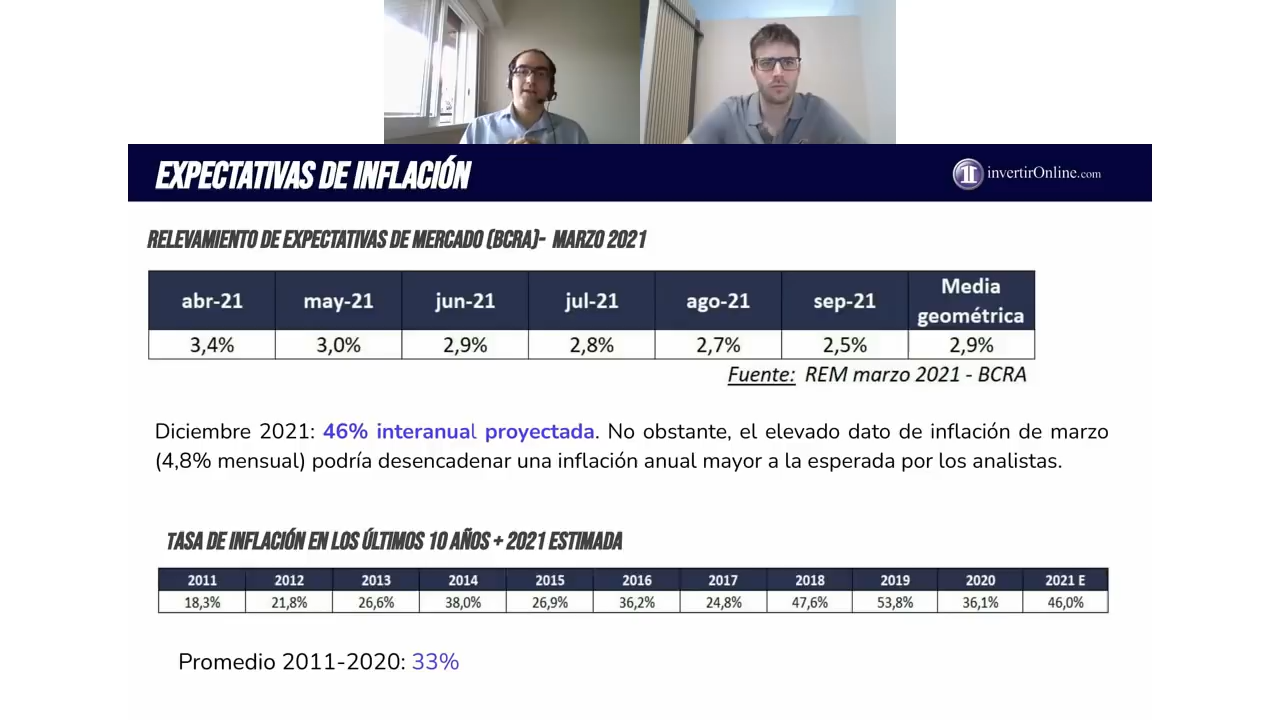 EXPECTATIVAS DE INFLACIÓN
invertirOnline.com
RELEVAMIENTO DE EXPECTATIVAS DE MERCADO (BCRA)- MARZO 2021
abr-21 may-21 jun-21 jul-21 ago-21 sep-21 Media geométrica
3,4% 3,0% 2,9% 2,8% 2,7% 2,5% 2,9%
Fuente: REM marzo 2021 - BCRA
Diciembre 2021: 46% interanual proyectada. No obstante, el elevado dato de inflación de marzo
(4,8% mensual) podría desencadenar una inflación anual mayor a la esperada por los analistas.
TASA DE INFLACIÓN EN LOS ÚLTIMOS 10 AÑOS + 2021 ESTIMADA
2011 2012 2013 2014 2015 2016 2017 2018 2019 2020 2021 E
18,3% 21,8% 26,6% 38,0% 26,9% 36,2% 24,8% 47,6% 53,8% 36,1% 46,0%
Promedio 2011-2020: 33%